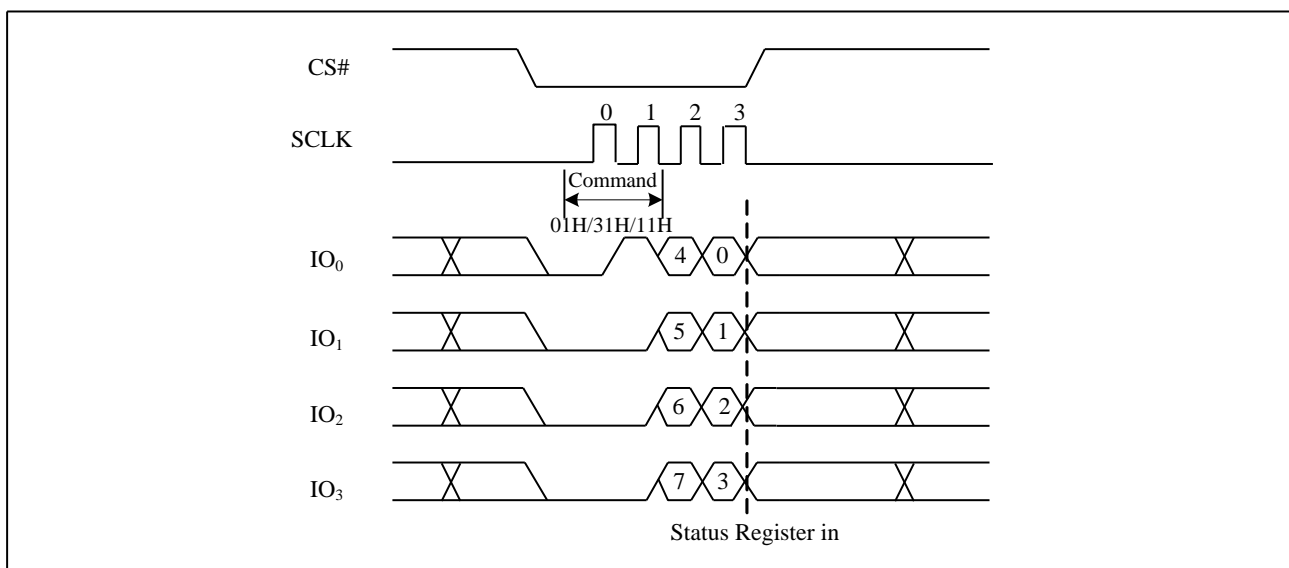 CS#
0 1 2 3
SCLK
Command
01H/31H/11H
IO0 4 0
IO1 5 1
IO2 6 2
IO3 7 3
Status Register in